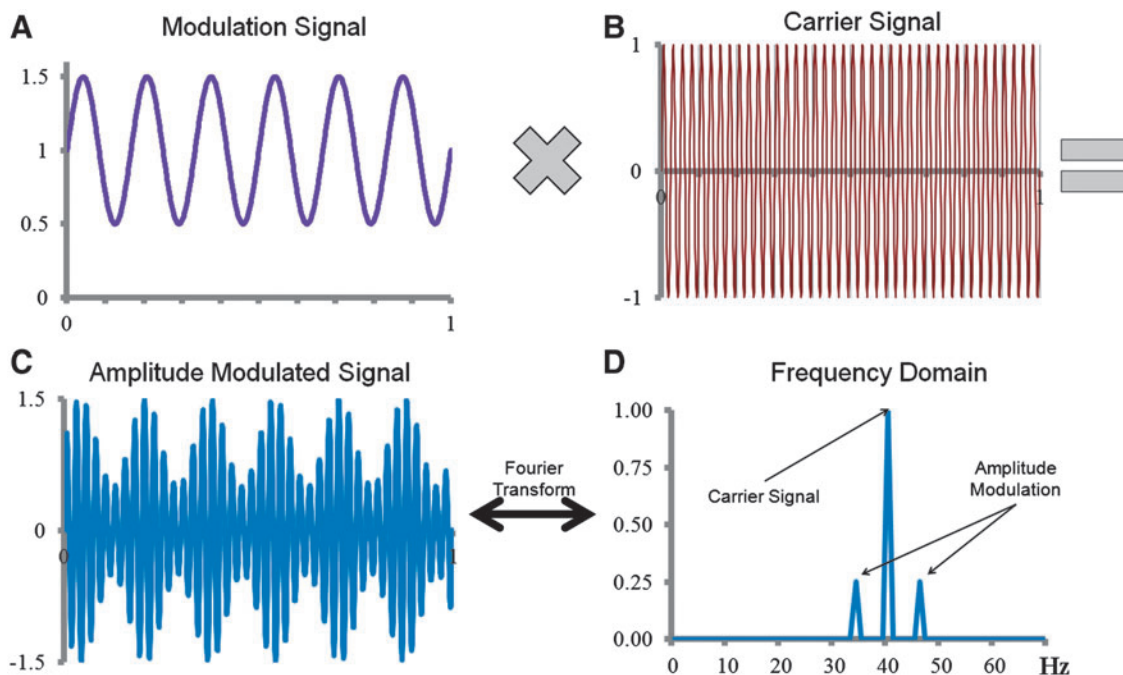 A
Modulation Signal
1.5
1
0.5
0
0
1
B
Carrier Signal
1
0
-1
0
1
C
Amplitude Modulated Signal
1.5
0
-1.5
0
1
Fourier
Transform
D
Frequency Domain
1.00
0.75
0.50
0.25
0.00
Carrier Signal
Amplitude
Modulation
0 10 20 30 40 50 60 Hz